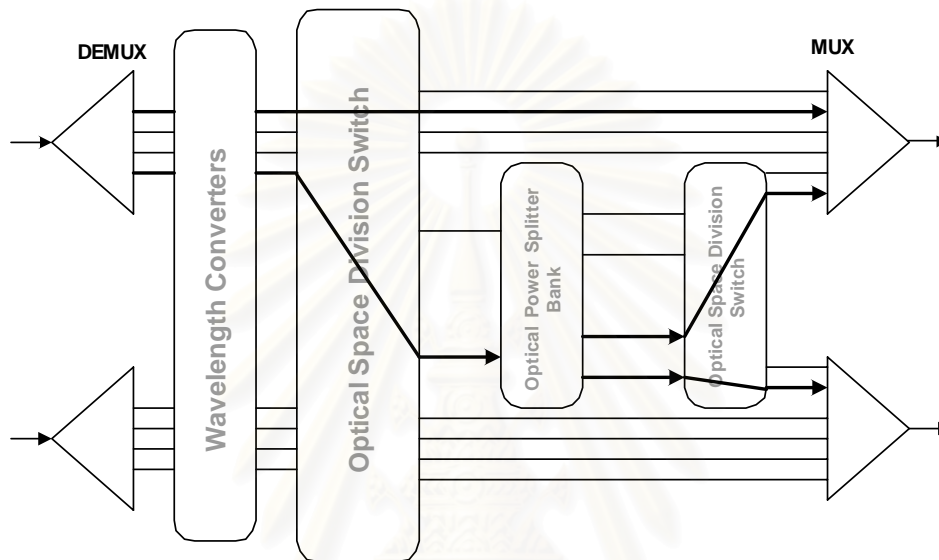 DEMUX
MUX
Wavelength Converters
Optical Space Division Switch
Optical Power Splitter
Bank
Optical Space Division
Switch